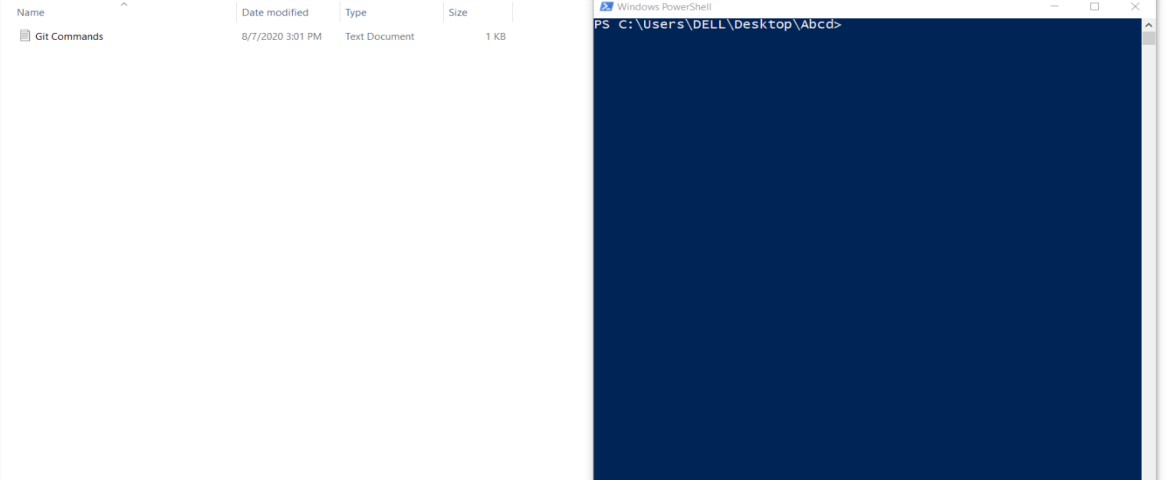 Name Date modified Type Size
Git Commands 8/7/2020 3:01 PM Text Document 1 KB
Windows PowerShell
PS C:\Users\DELL\Desktop\Abcd>